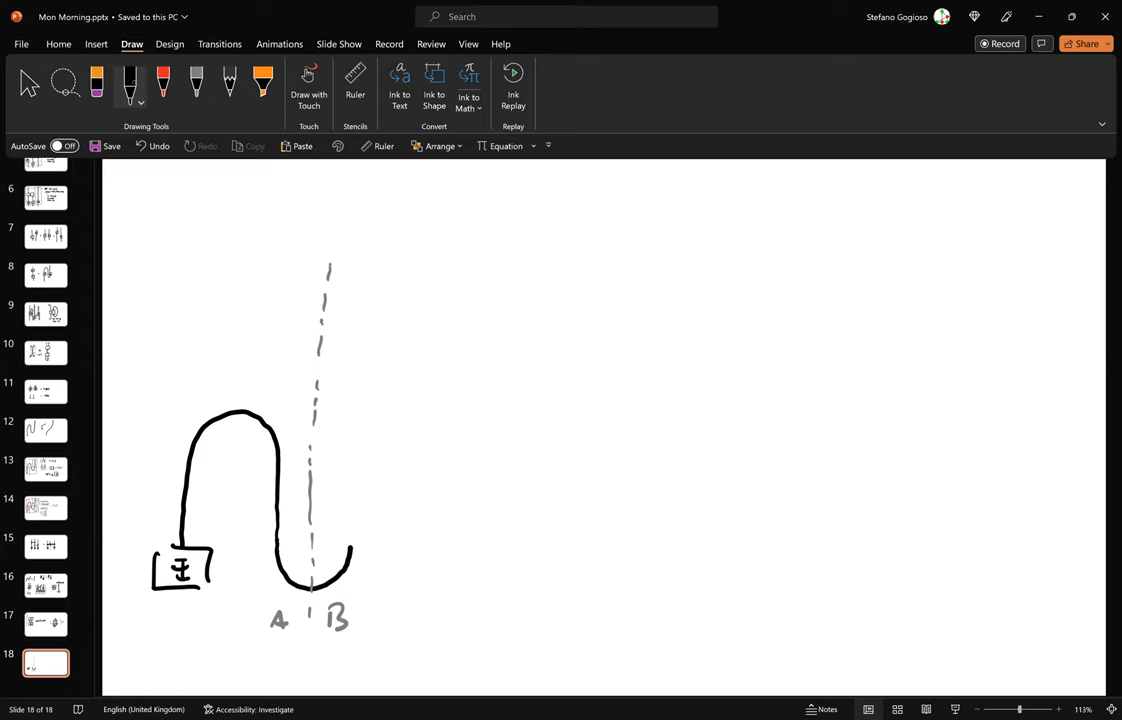 Mon Morning.pptx • Saved to this PC
Search
Stefano Gogioso
File Home Insert Draw Design Transitions Animations Slide Show Record Review View Help
Record
Share
Draw with Touch
Ruler
Ink to Text
Ink to Shape
Ink to Math
Ink Replay
Drawing Tools
Touch
Stencils
Convert
Replay
AutoSave Off Save Undo Redo Copy Paste Ruler Arrange Equation
6
7
8
9
10
11
12
13
14
15
16
17
18
Ψ
A B
Slide 18 of 18 English (United Kingdom) Accessibility: Investigate Notes 113%